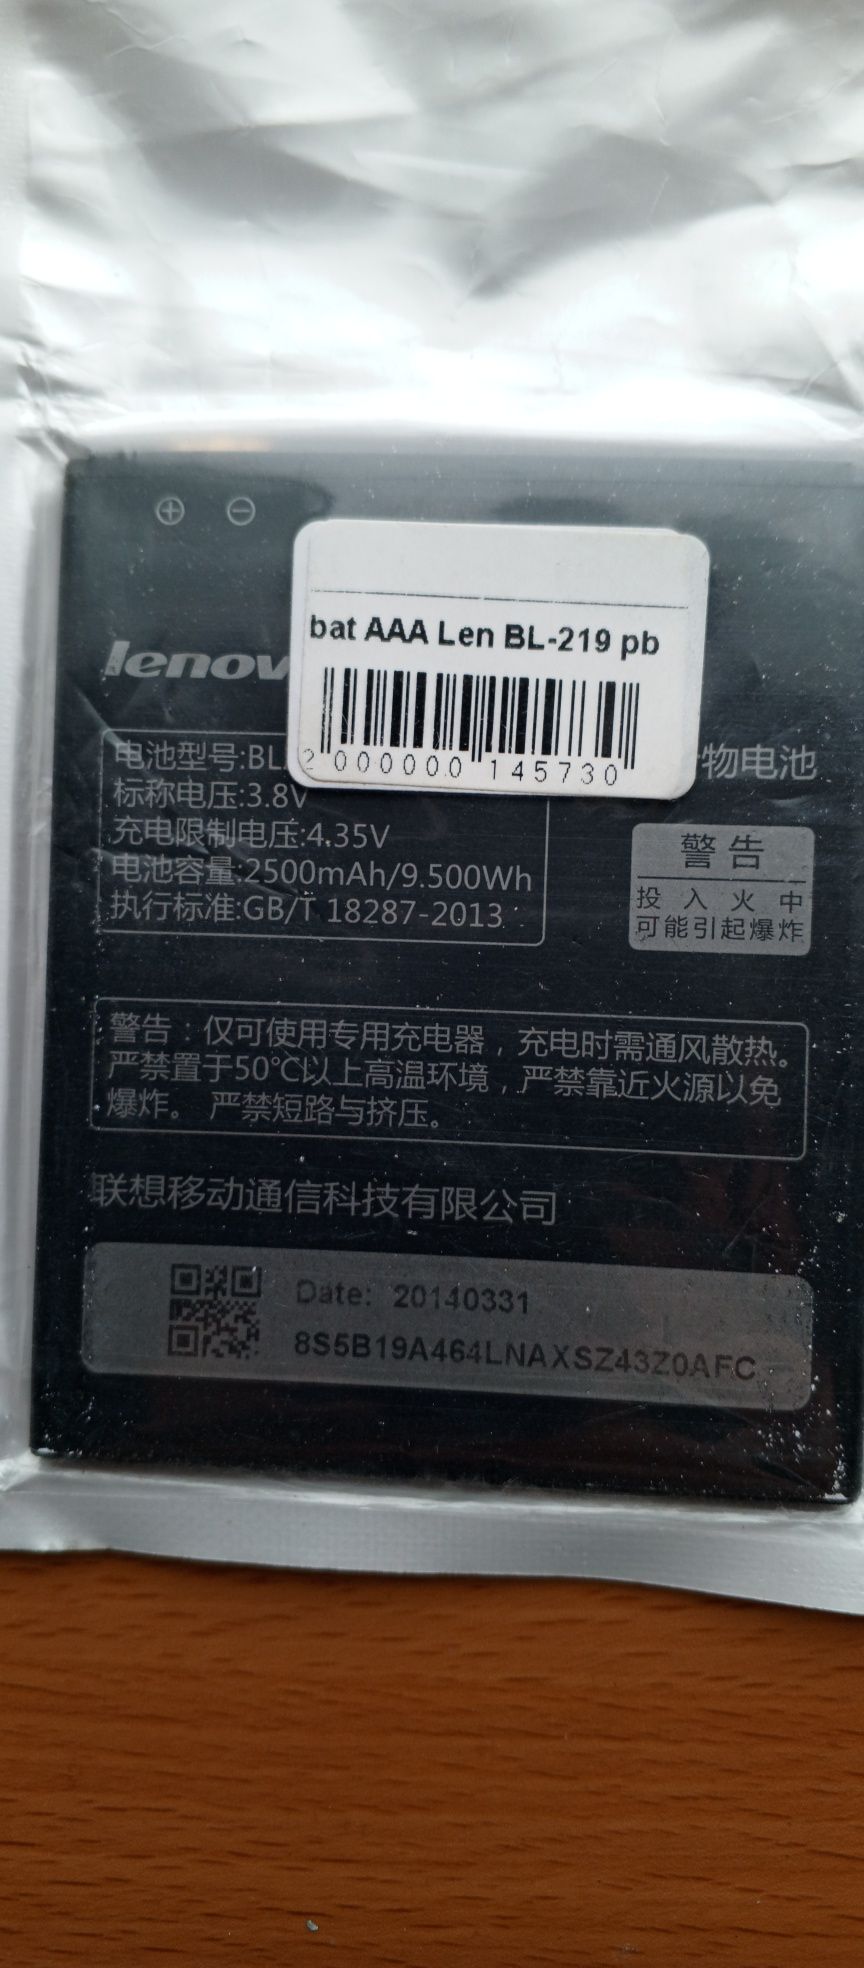 ⊕ ⊖
bat AAA Len BL-219 pb
2 000000 145730
lenov
电池型号:BL
物电池
标称电压:3.8V
充电限制电压:4.35V
电池容量:2500mAh/9.500Wh
执行标准:GB/T 18287-2013
警告
投入火中
可能引起爆炸
警告：仅可使用专用充电器，充电时需通风散热。
严禁置于50℃以上高温环境，严禁靠近火源以免
爆炸。 严禁短路与挤压。
联想移动通信科技有限公司
Date: 20140331
8S5B19A464LNAXSZ43Z0AFC